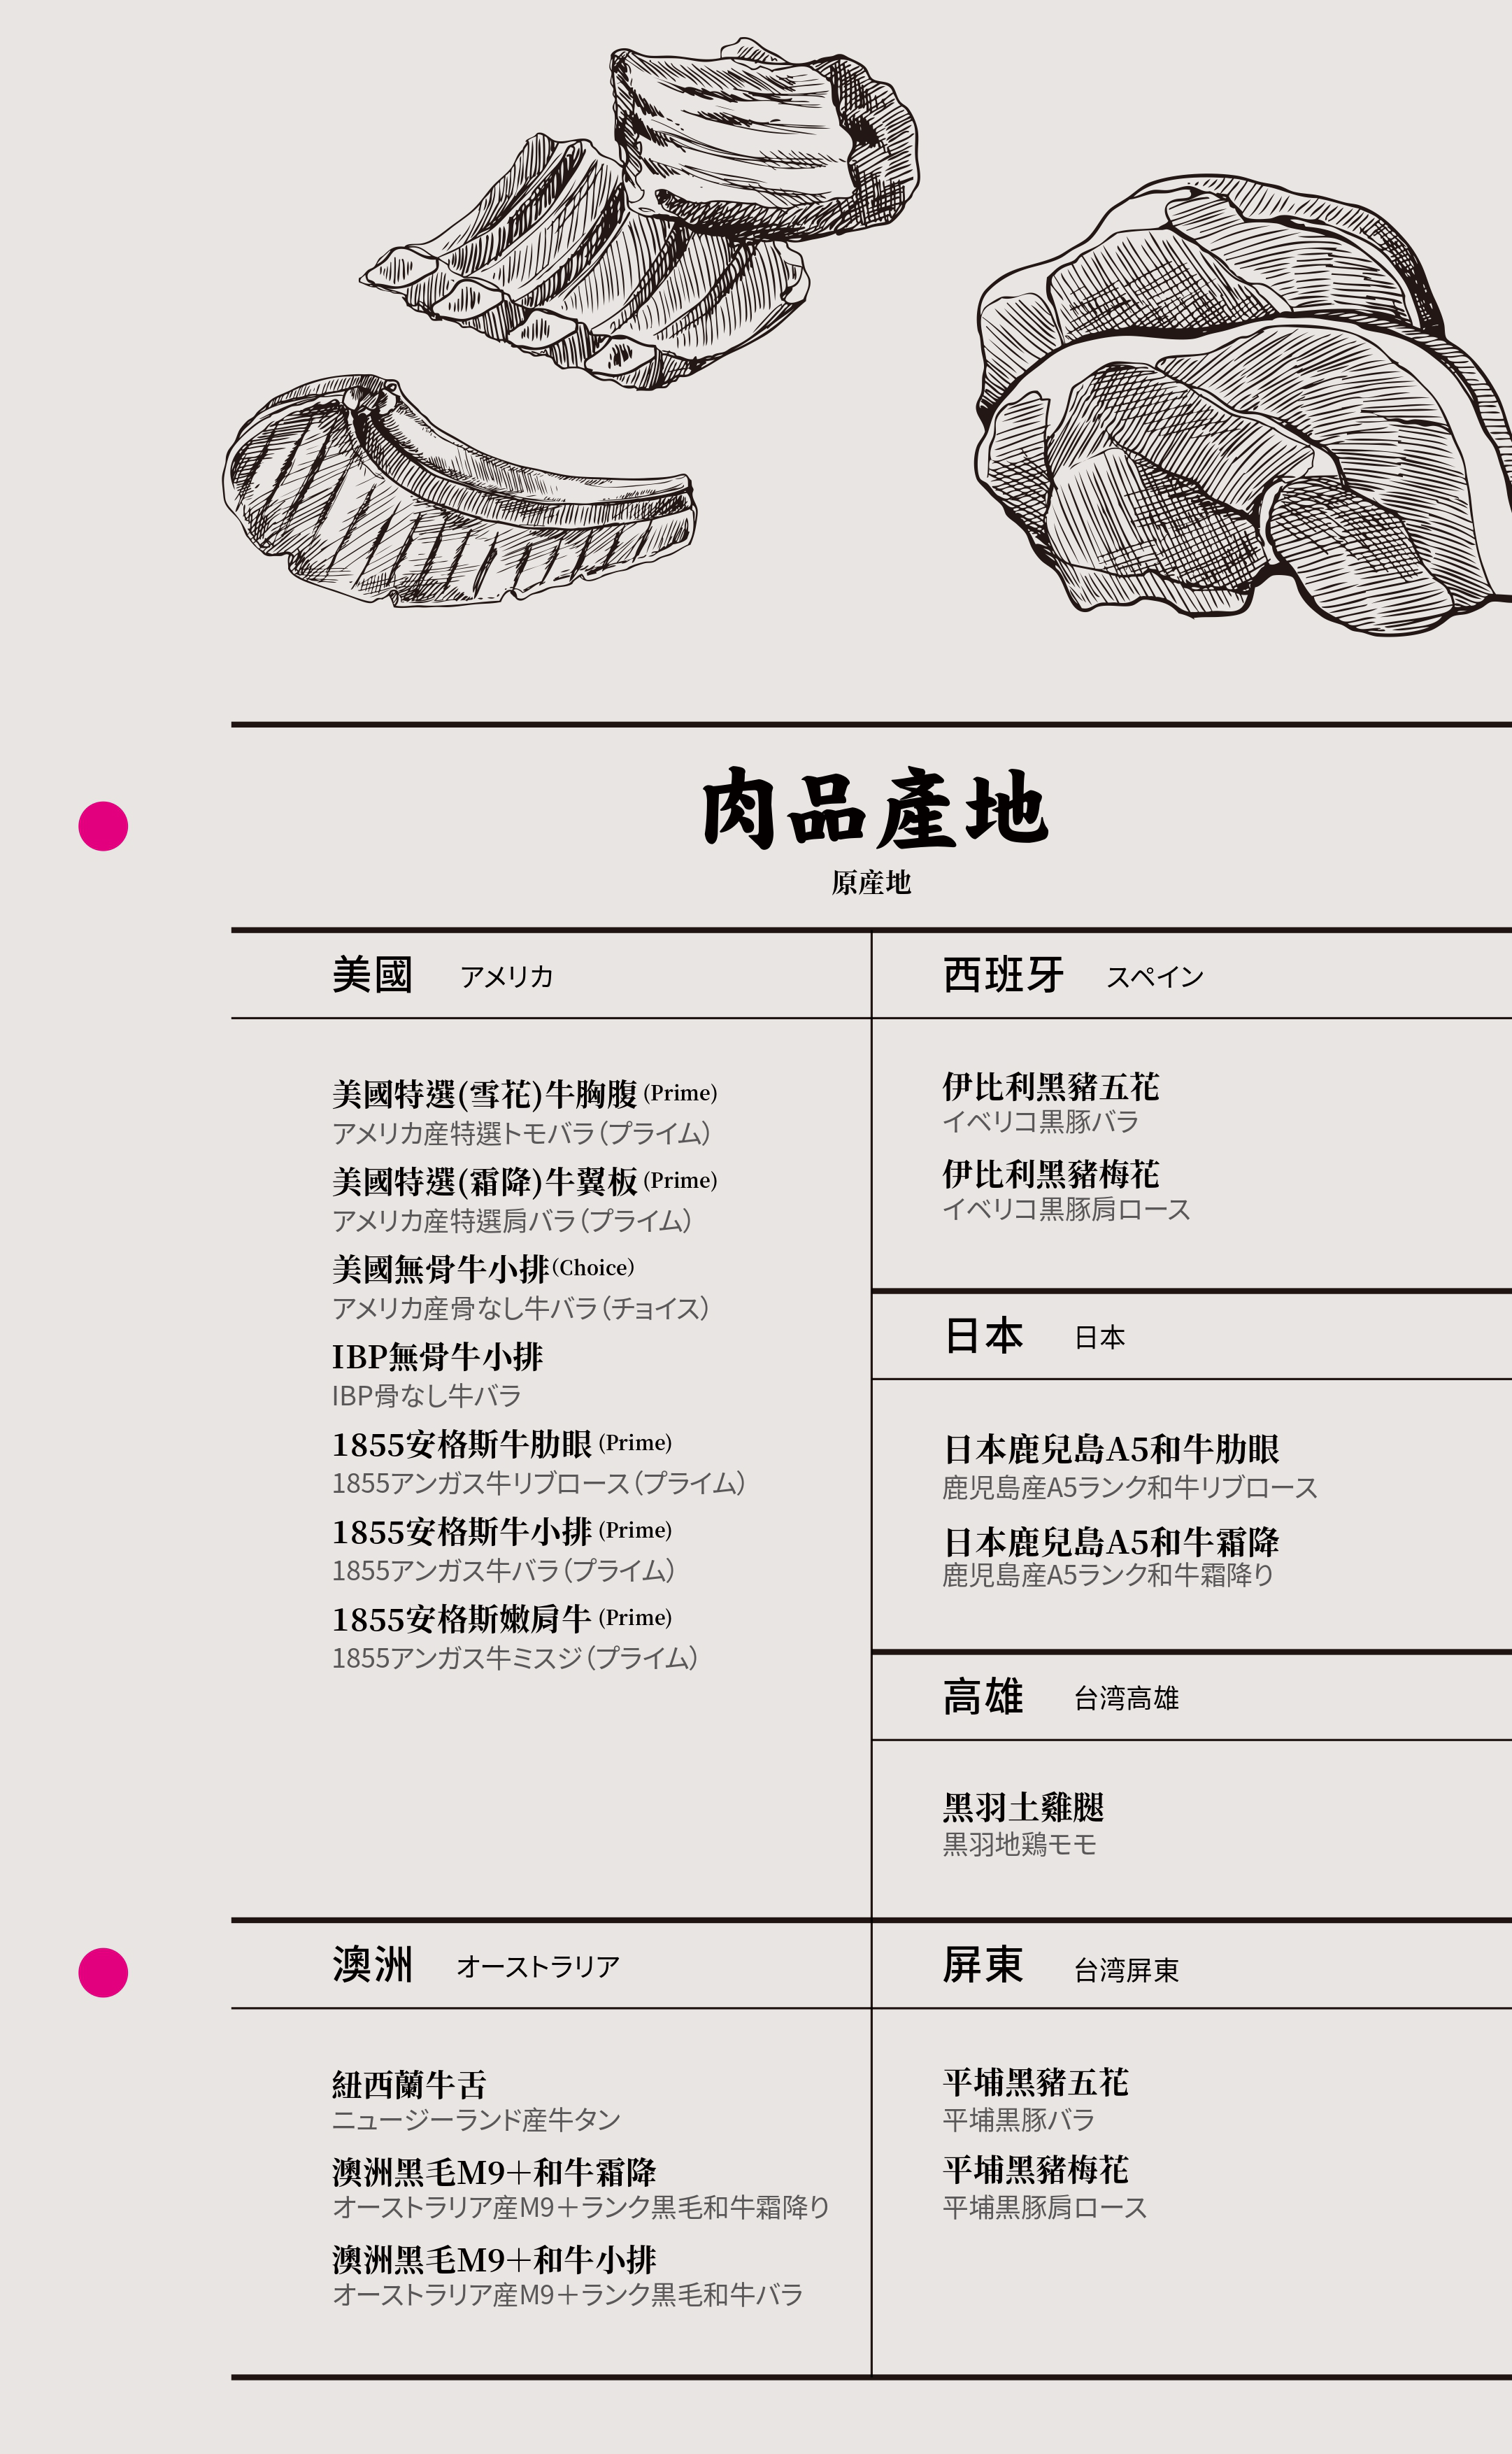 肉品產地
原産地
美國 アメリカ
美國特選(雪花)牛胸腹 (Prime)
アメリカ産特選トモバラ（プライム）
美國特選(霜降)牛翼板 (Prime)
アメリカ産特選肩バラ（プライム）
美國無骨牛小排(Choice)
アメリカ産骨なし牛バラ（チョイス）
IBP無骨牛小排
IBP骨なし牛バラ
1855安格斯牛肋眼 (Prime)
1855アンガス牛リブロース（プライム）
1855安格斯牛小排 (Prime)
1855アンガス牛バラ（プライム）
1855安格斯嫩肩牛 (Prime)
1855アンガス牛ミスジ（プライム）
西班牙 スペイン
伊比利黑豬五花
イベリコ黒豚バラ
伊比利黑豬梅花
イベリコ黒豚肩ロース
日本 日本
日本鹿兒島A5和牛肋眼
鹿児島産A5ランク和牛リブロース
日本鹿兒島A5和牛霜降
鹿児島産A5ランク和牛霜降り
高雄 台湾高雄
黑羽土雞腿
黒羽地鶏モモ
澳洲 オーストラリア
紐西蘭牛舌
ニュージーランド産牛タン
澳洲黑毛M9＋和牛霜降
オーストラリア産M9＋ランク黒毛和牛霜降り
澳洲黑毛M9＋和牛小排
オーストラリア産M9＋ランク黒毛和牛バラ
屏東 台湾屏東
平埔黑豬五花
平埔黒豚バラ
平埔黑豬梅花
平埔黒豚肩ロース